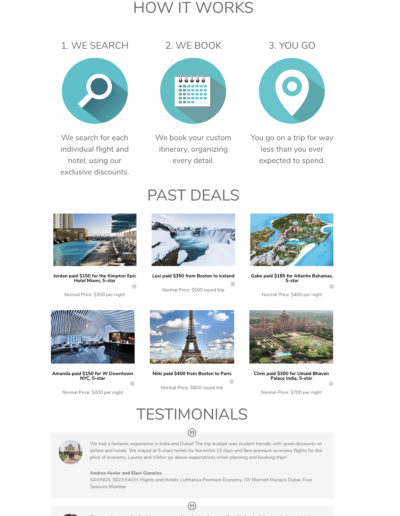 HOW IT WORKS
1. WE SEARCH
2. WE BOOK
3. YOU GO
We search for each
individual flight and
hotel, using our
exclusive discounts.
We book your custom
itinerary, organizing
every detail.
You go on a trip for way
less than you ever
expected to spend.
PAST DEALS
Jordan paid $150 for the Kimpton Epic
Hotel Miami, 5-star
Normal Price: $350 per night
Lexi paid $350 from Boston to Iceland
Normal Price: $500 round trip
Gabe paid $185 for Atlantis Bahamas,
5-star
Normal Price: $400 per night
Amanda paid $150 for W Downtown
NYC, 5-star
Normal Price: $400 per night
Nikki paid $400 from Boston to Paris
Normal Price: $800 round trip
Chris paid $300 for Umaid Bhavan
Palace India, 5-star
Normal Price: $700 per night
TESTIMONIALS
We had a fantastic experience in India and Dubai! The trip budget was student-friendly with great discounts on
airfare and hotels. We stayed at 5-stars hotels for the entire 12 days and flew premium economy flights for the
price of economy. Lauren and Vibhor go above expectations when planning and booking trips!
Andrea Kester and Eleni Gianelos
SAVINGS: $623 EACH: Flights and Hotels: Lufthansa Premium Economy, JW Marriott Marquis Dubai, Four
Seasons Mumbai